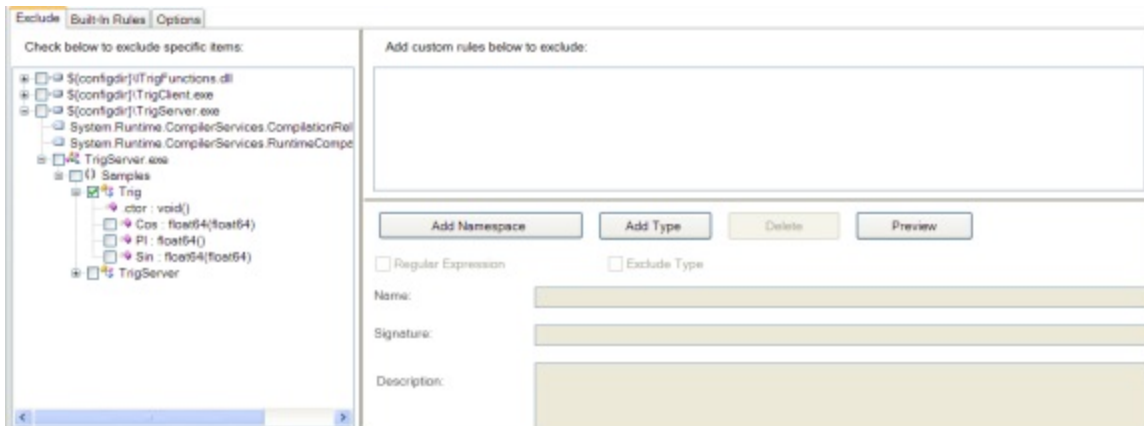 Exclude Built-In Rules Options
Check below to exclude specific items:
${configdir}\ITrigFunctions.dll
${configdir}\TrigClient.exe
${configdir}\TrigServer.exe
System.Runtime.CompilerServices.CompilationRel
System.Runtime.CompilerServices.RuntimeCompa
TrigServer.exe
{} Samples
Trig
.ctor : void()
Cos : float64(float64)
PI : float64()
Sin : float64(float64)
TrigServer
Add custom rules below to exclude:
Add Namespace Add Type Delete Preview
Regular Expression Exclude Type
Name:
Signature:
Description: